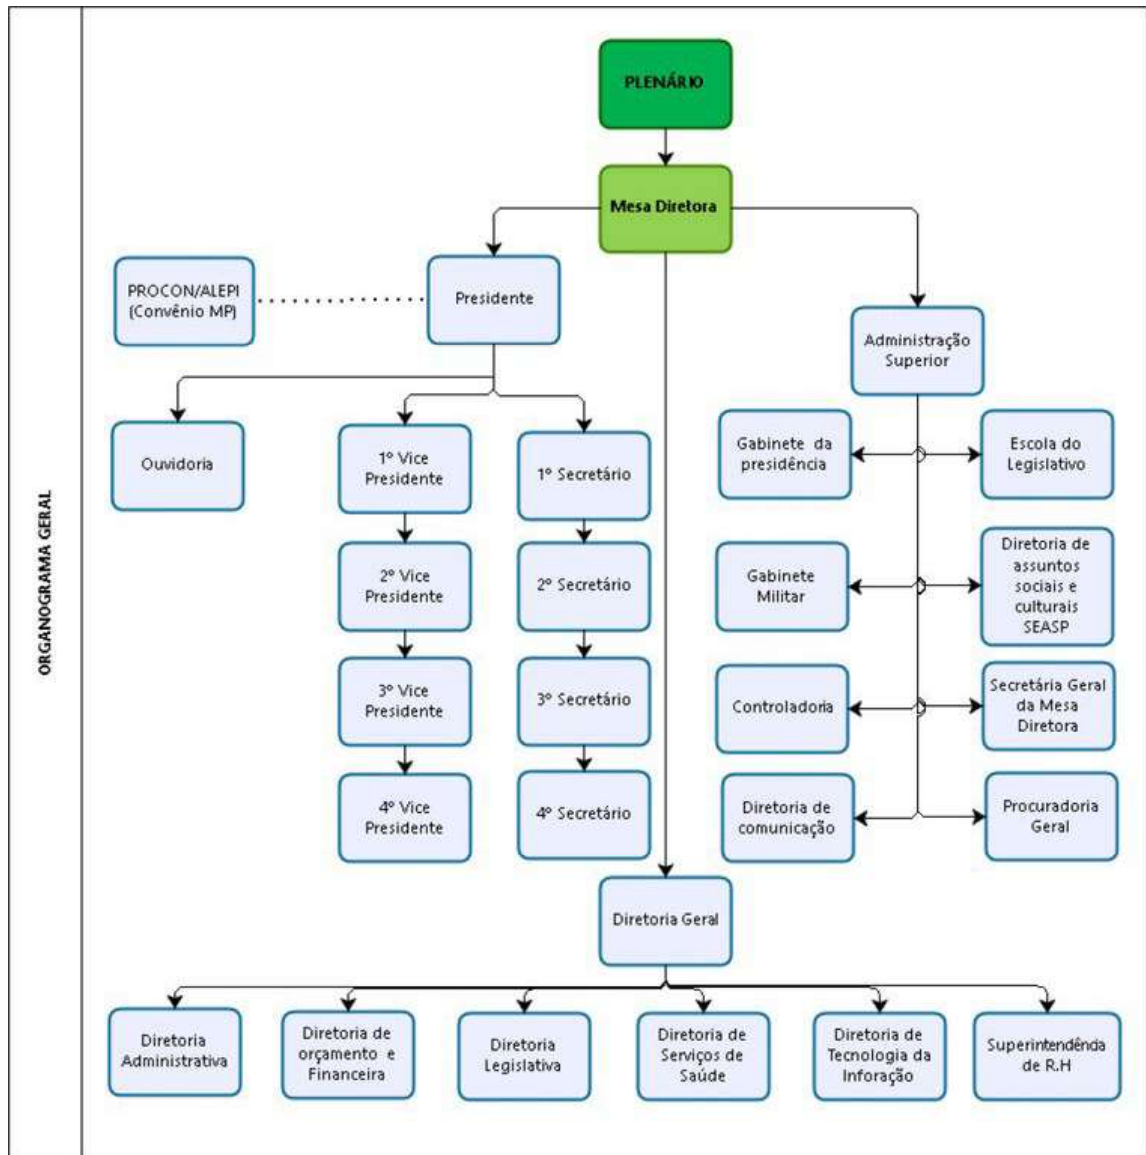 ORGANOGRAMA GERAL
PLENÁRIO
Mesa Diretora
PROCON/ALEPI
(Convênio MP)
Presidente
Administração
Superior
Ouvidoria
1º Vice
Presidente
1º Secretário
Gabinete da
presidência
Escola do
Legislativo
2º Vice
Presidente
2º Secretário
Gabinete
Militar
Diretoria de
assuntos
sociais e
culturais
SEASP
3º Vice
Presidente
3º Secretário
Controladoria
Secretária Geral
da Mesa
Diretora
4º Vice
Presidente
4º Secretário
Diretoria de
comunicação
Procuradoria
Geral
Diretoria Geral
Diretoria
Administrativa
Diretoria de
orçamento e
Financeira
Diretoria
Legislativa
Diretoria de
Serviços de
Saúde
Diretoria de
Tecnologia da
Inforação
Superintendência
de R.H